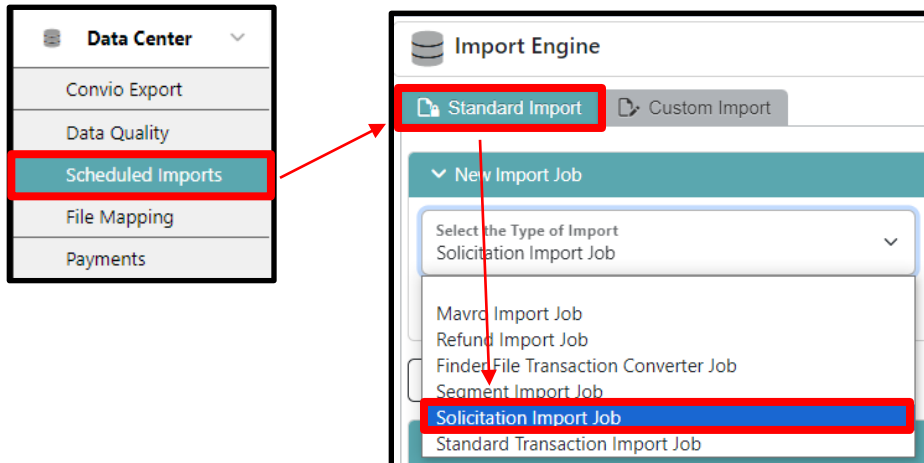 Data Center
Convio Export
Data Quality
Scheduled Imports
File Mapping
Payments
Import Engine
Standard Import
Custom Import
New Import Job
Select the Type of Import
Solicitation Import Job
Mavro Import Job
Refund Import Job
Finder File Transaction Converter Job
Segment Import Job
Solicitation Import Job
Standard Transaction Import Job